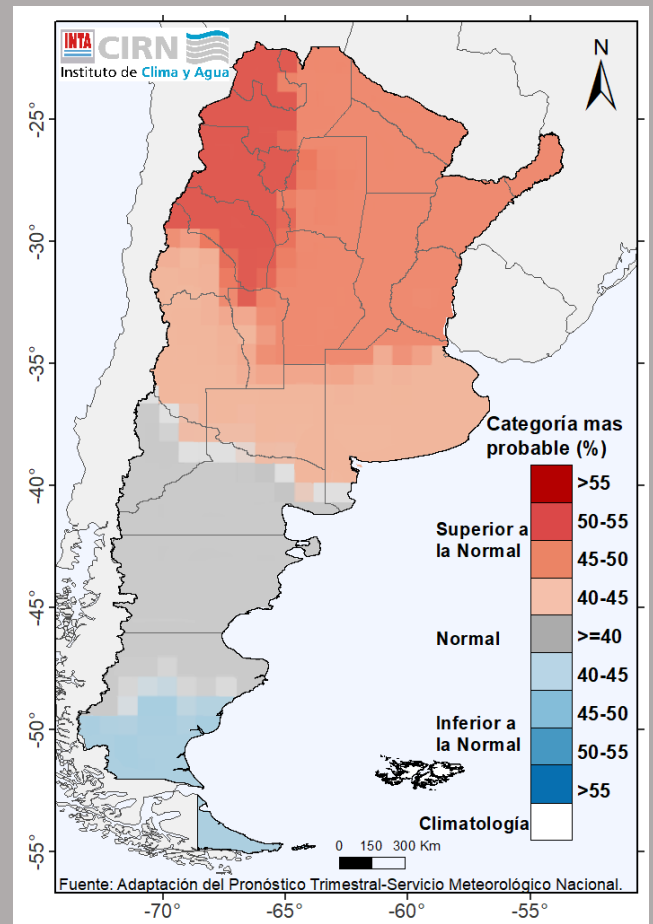 INTA CIRN
Instituto de Clima y Agua
N
-25°
-30°
-35°
-40°
-45°
-50°
-55°
Categoría mas
probable (%)
>55
50-55
Superior a
la Normal
45-50
40-45
Normal
>=40
40-45
45-50
Inferior a
la Normal
50-55
>55
Climatología
0 150 300 Km
Fuente: Adaptación del Pronóstico Trimestral-Servicio Meteorológico Nacional.
-70°
-65°
-60°
-55°